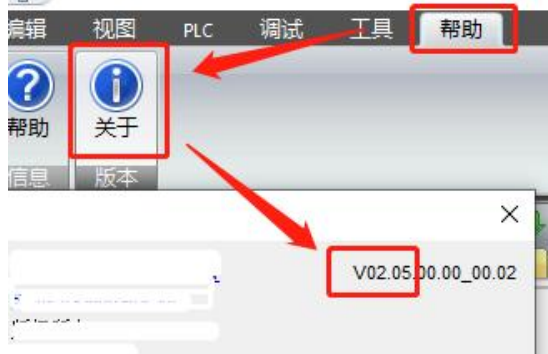 编辑 视图 PLC 调试 工具 帮助
帮助 关于
信息 版本
V02.05.00.00_00.02